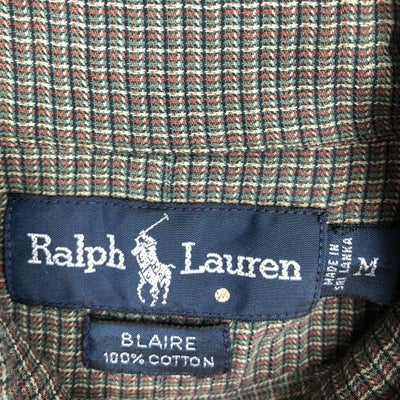 Ralph Lauren
MADE IN
SRI LANKA
M
BLAIRE
100% COTTON